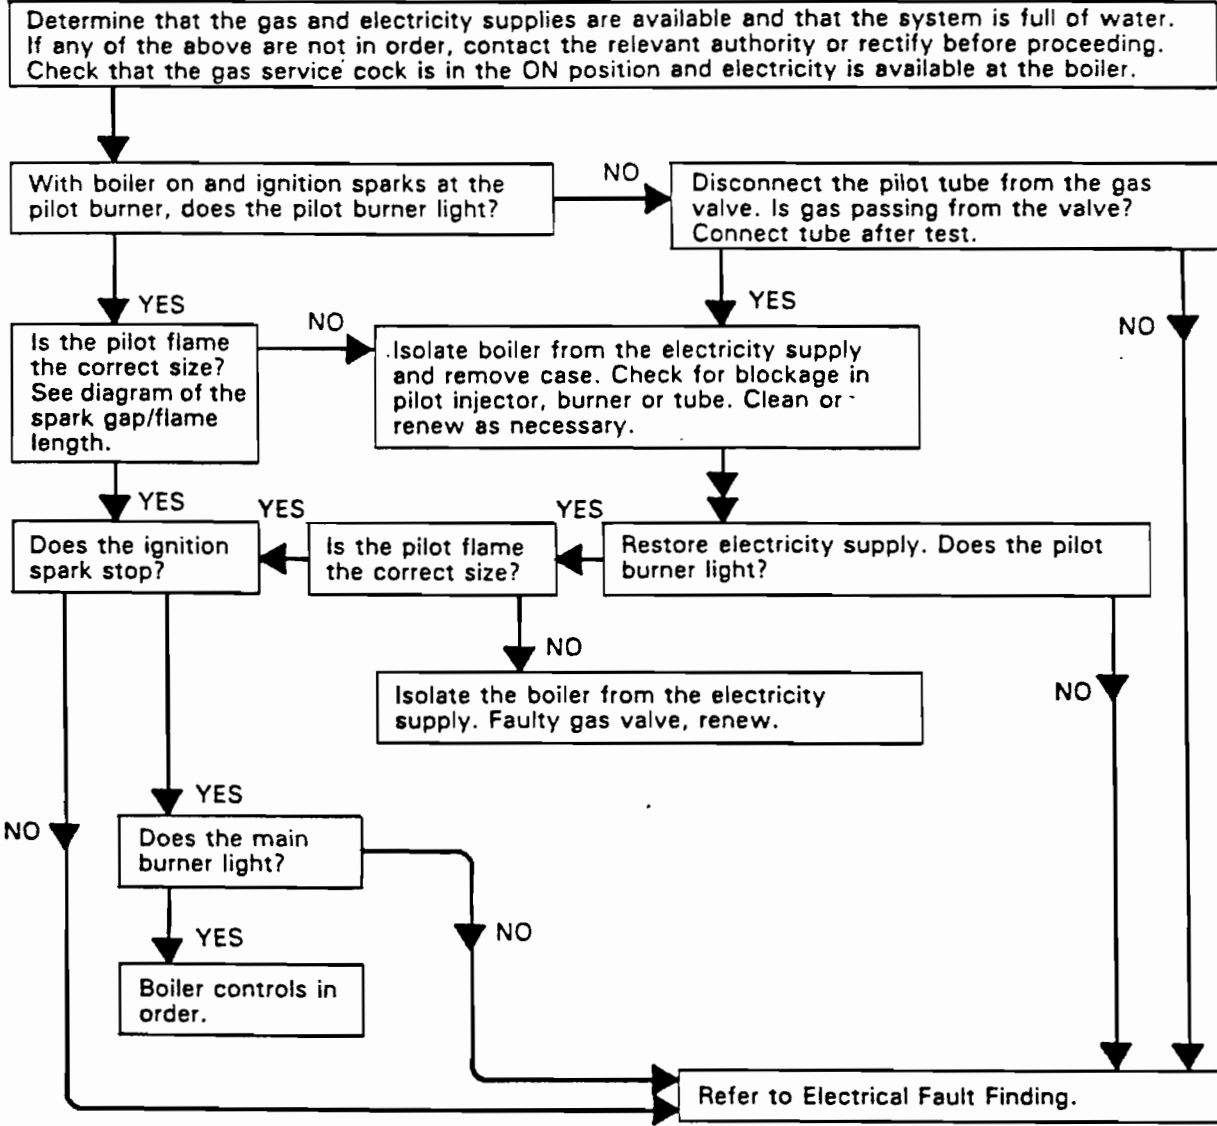 Determine that the gas and electricity supplies are available and that the system is full of water.
If any of the above are not in order, contact the relevant authority or rectify before proceeding.
Check that the gas service cock is in the ON position and electricity is available at the boiler.
With boiler on and ignition sparks at the
pilot burner, does the pilot burner light?
NO
Disconnect the pilot tube from the gas
valve. Is gas passing from the valve?
Connect tube after test.
YES
NO
YES
NO
Is the pilot flame
the correct size?
See diagram of the
spark gap/flame
length.
Isolate boiler from the electricity supply
and remove case. Check for blockage in
pilot injector, burner or tube. Clean or
renew as necessary.
YES
YES
YES
Does the ignition
spark stop?
Is the pilot flame
the correct size?
Restore electricity supply. Does the pilot
burner light?
NO
NO
Isolate the boiler from the electricity
supply. Faulty gas valve, renew.
YES
NO
Does the main
burner light?
YES
NO
Boiler controls in
order.
Refer to Electrical Fault Finding.